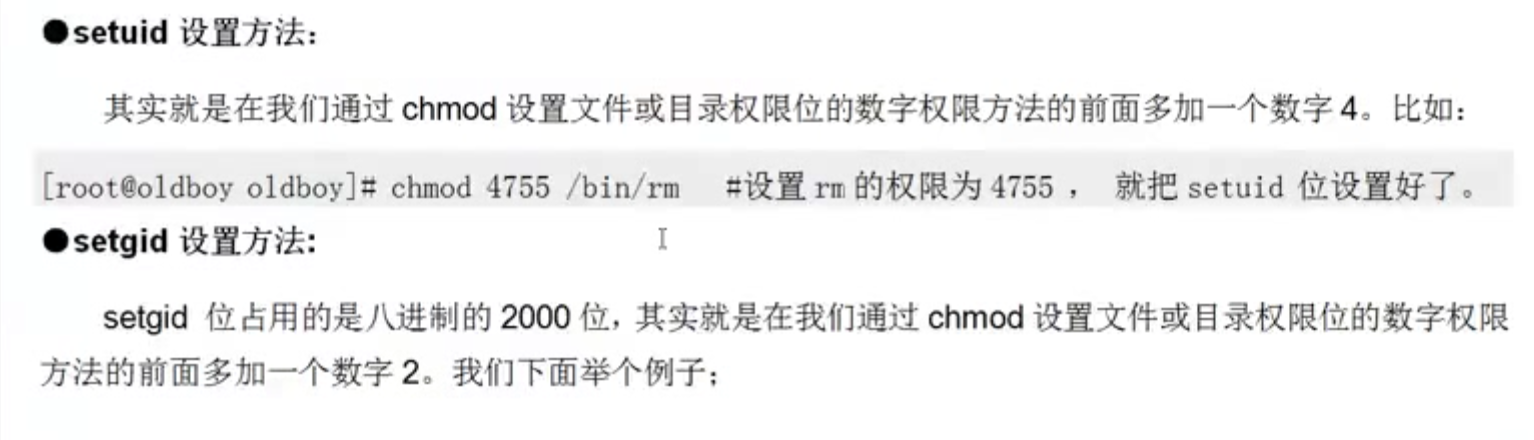 ●setuid 设置方法：
其实就是在我们通过 chmod 设置文件或目录权限位的数字权限方法的前面多加一个数字 4。比如：
[root@oldboy oldboy]# chmod 4755 /bin/rm #设置 rm 的权限为 4755 ， 就把 setuid 位设置好了。
●setgid 设置方法:
setgid 位占用的是八进制的 2000 位，其实就是在我们通过 chmod 设置文件或目录权限位的数字权限
方法的前面多加一个数字 2。我们下面举个例子；